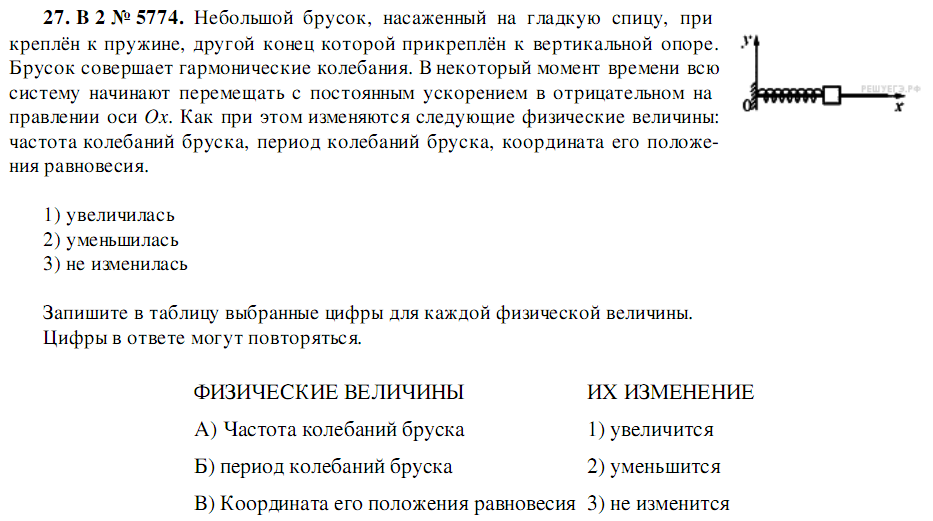 27. В 2 № 5774. Небольшой брусок, насаженный на гладкую спицу, при
креплён к пружине, другой конец которой прикреплён к вертикальной опоре.
Брусок совершает гармонические колебания. В некоторый момент времени всю
систему начинают перемещать с постоянным ускорением в отрицательном на
правлении оси Ox. Как при этом изменяются следующие физические величины:
частота колебаний бруска, период колебаний бруска, координата его положе-
ния равновесия.
y
0
x
РЕШУЕГЭ.РФ
1) увеличилась
2) уменьшилась
3) не изменилась
Запишите в таблицу выбранные цифры для каждой физической величины.
Цифры в ответе могут повторяться.
ФИЗИЧЕСКИЕ ВЕЛИЧИНЫ ИХ ИЗМЕНЕНИЕ
А) Частота колебаний бруска 1) увеличится
Б) период колебаний бруска 2) уменьшится
В) Координата его положения равновесия 3) не изменится